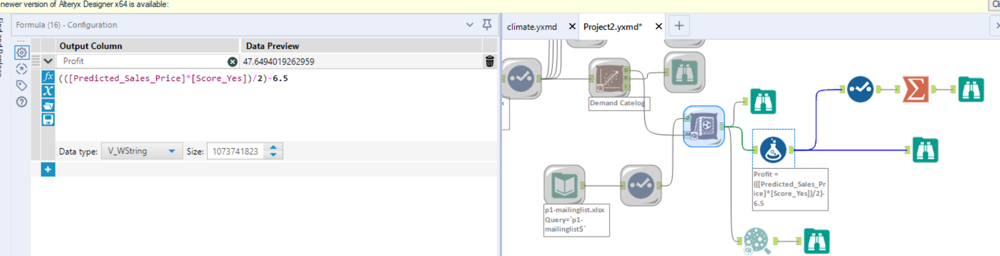 newer version of Alteryx Designer x64 is available:
Formula (16) - Configuration
Output Column
Data Preview
Profit
47.6494019262959
(([Predicted_Sales_Price]*[Score_Yes])/2)-6.5
Data type:
V_WString
Size:
1073741823
climate.yxmd
Project2.yxmd*
Demand Catelog
p1-mailinglist.xlsx
Query=`p1-
mailinglist$`
Profit =
(([Predicted_Sales_Pr
ice]*[Score_Yes])/2)-
6.5